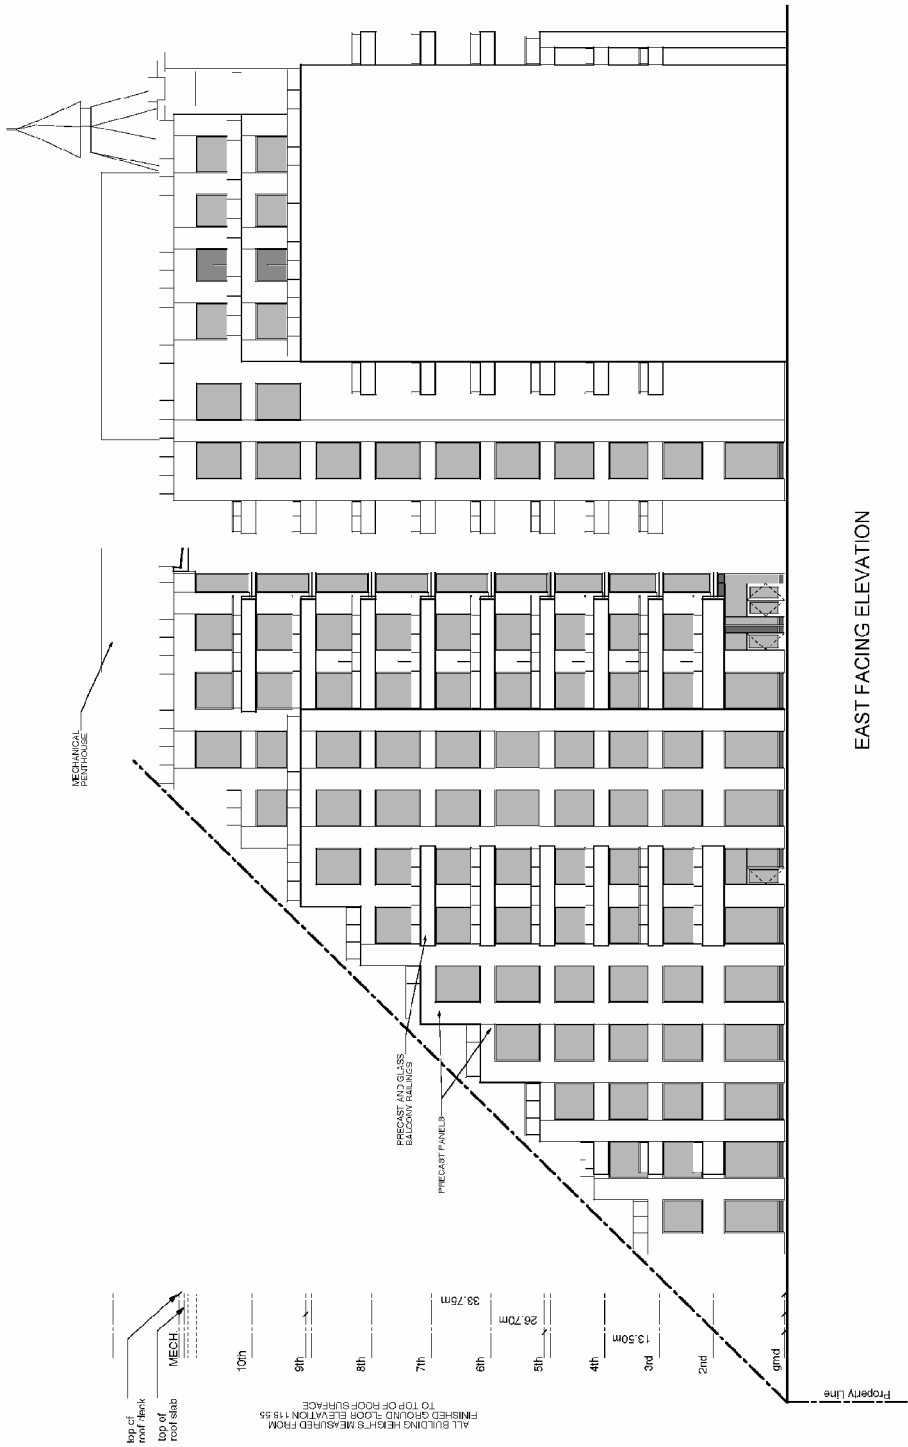 MECHANICAL
PENTHOUSE
PRECAST AND GLASS
BALCONY RAILINGS
PRECAST PANELS
EAST FACING ELEVATION
top of
roof deck
top of
roof slab
MECH.
10th
9th
8th
7th
6th
5th
4th
3rd
2nd
grnd
33.75m
26.70m
13.50m
ALL BUILDING HEIGHTS MEASURED FROM
FINISHED GROUND FLOOR ELEVATION 119.55
TO TOP OF ROOF SURFACE
Property Line